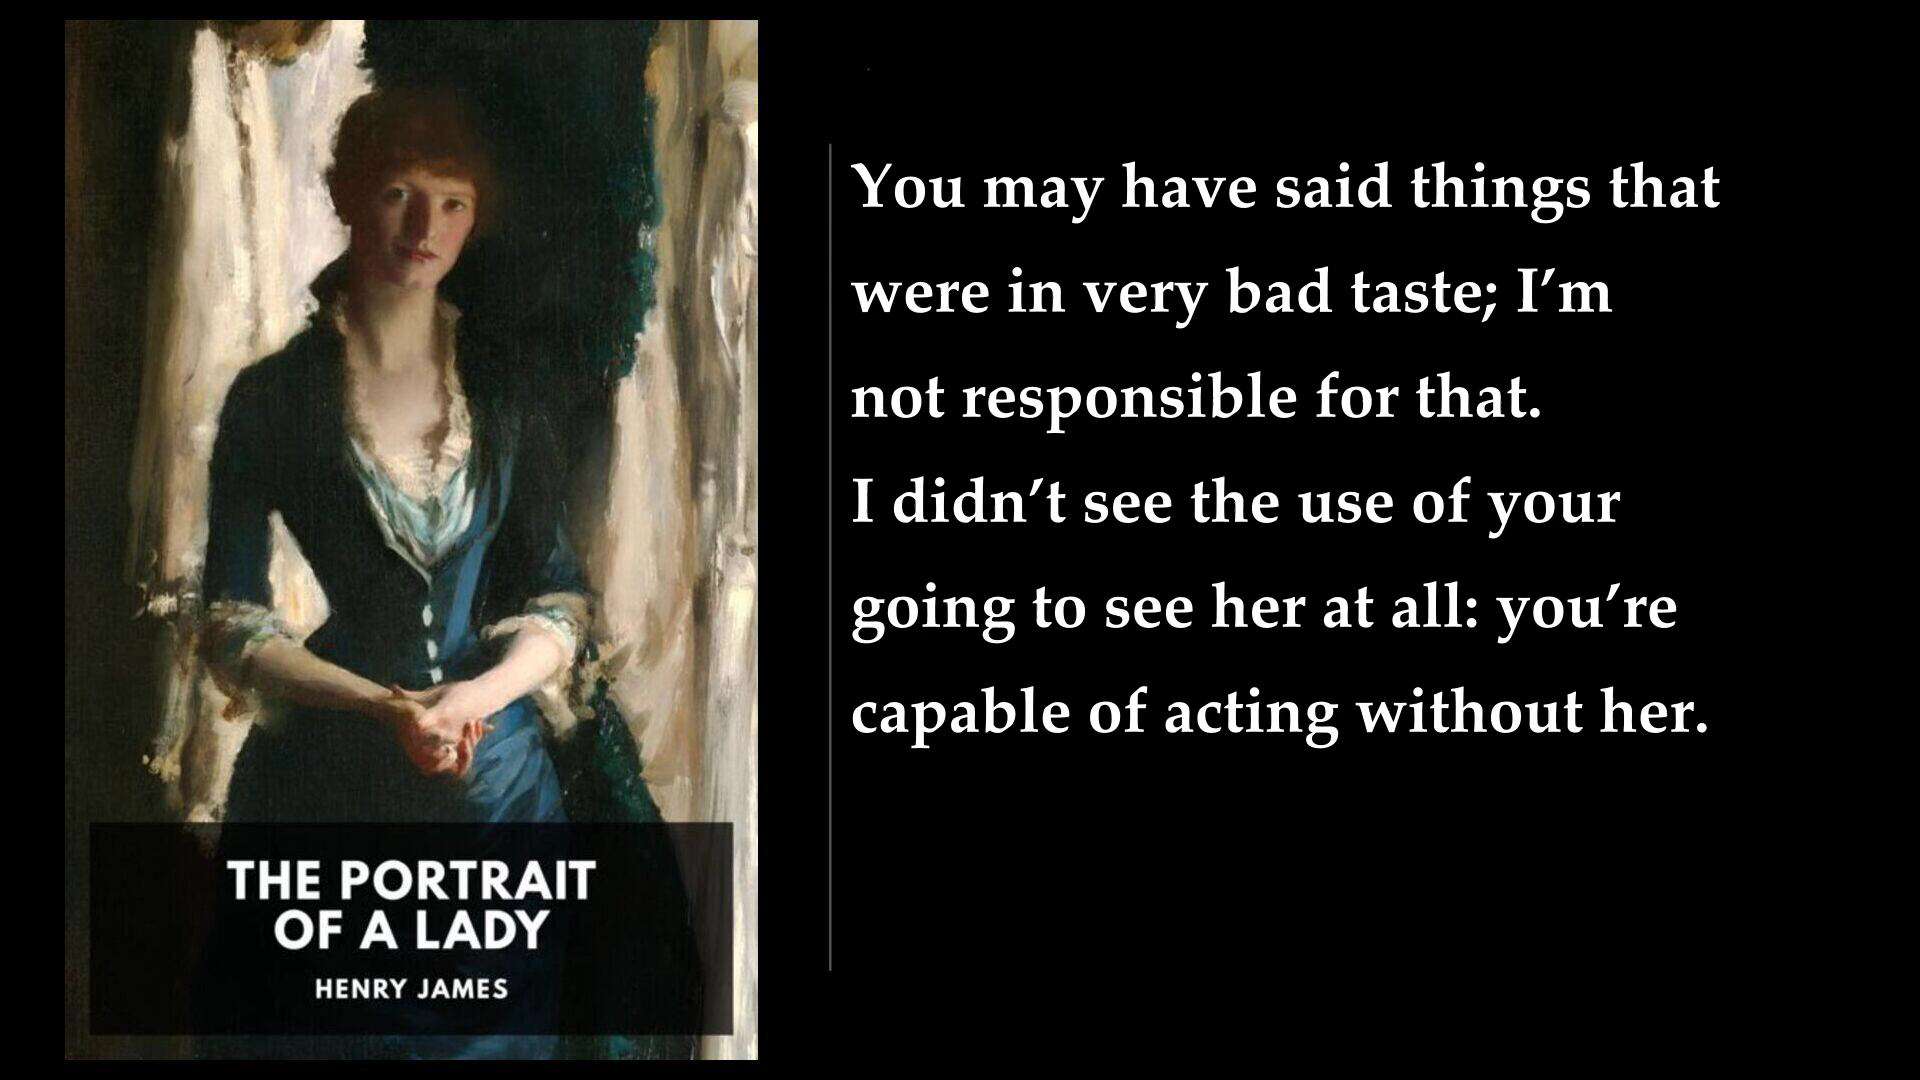 THE PORTRAIT
OF A LADY
HENRY JAMES
You may have said things that
were in very bad taste; I’m
not responsible for that.
I didn’t see the use of your
going to see her at all: you’re
capable of acting without her.